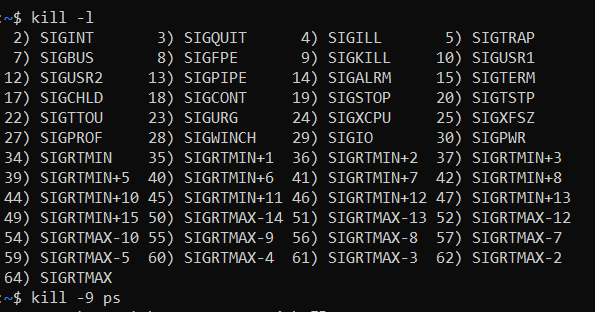 :~$ kill -l
2) SIGINT 3) SIGQUIT 4) SIGILL 5) SIGTRAP
7) SIGBUS 8) SIGFPE 9) SIGKILL 10) SIGUSR1
12) SIGUSR2 13) SIGPIPE 14) SIGALRM 15) SIGTERM
17) SIGCHLD 18) SIGCONT 19) SIGSTOP 20) SIGTSTP
22) SIGTTOU 23) SIGURG 24) SIGXCPU 25) SIGXFSZ
27) SIGPROF 28) SIGWINCH 29) SIGIO 30) SIGPWR
34) SIGRTMIN 35) SIGRTMIN+1 36) SIGRTMIN+2 37) SIGRTMIN+3
39) SIGRTMIN+5 40) SIGRTMIN+6 41) SIGRTMIN+7 42) SIGRTMIN+8
44) SIGRTMIN+10 45) SIGRTMIN+11 46) SIGRTMIN+12 47) SIGRTMIN+13
49) SIGRTMIN+15 50) SIGRTMAX-14 51) SIGRTMAX-13 52) SIGRTMAX-12
54) SIGRTMAX-10 55) SIGRTMAX-9 56) SIGRTMAX-8 57) SIGRTMAX-7
59) SIGRTMAX-5 60) SIGRTMAX-4 61) SIGRTMAX-3 62) SIGRTMAX-2
64) SIGRTMAX
:~$ kill -9 ps